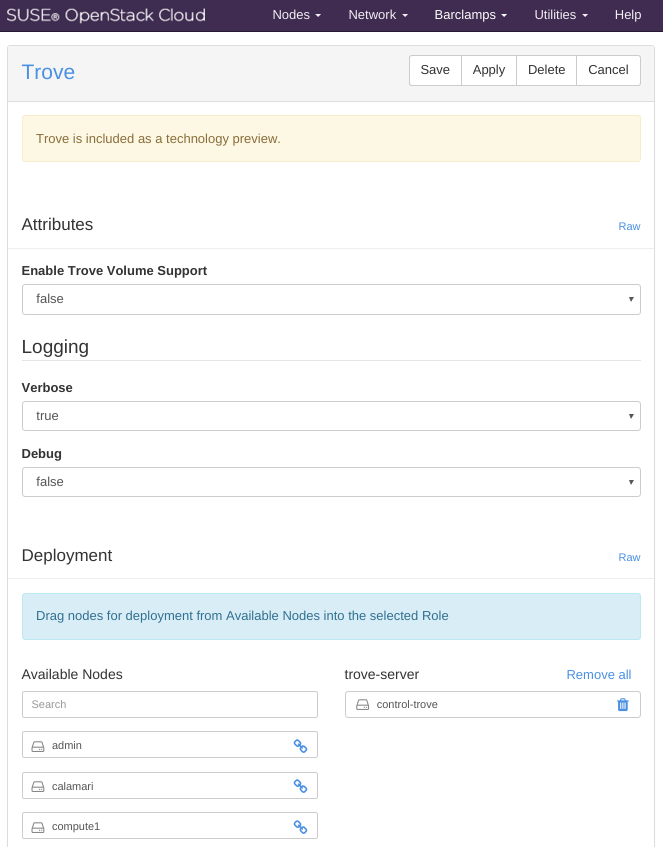 SUSE® OpenStack Cloud
Nodes
Network
Barclamps
Utilities
Help
Trove
Save
Apply
Delete
Cancel
Trove is included as a technology preview.
Attributes
Raw
Enable Trove Volume Support
false
Logging
Verbose
true
Debug
false
Deployment
Raw
Drag nodes for deployment from Available Nodes into the selected Role
Available Nodes
trove-server
Remove all
Search
control-trove
admin
calamari
compute1